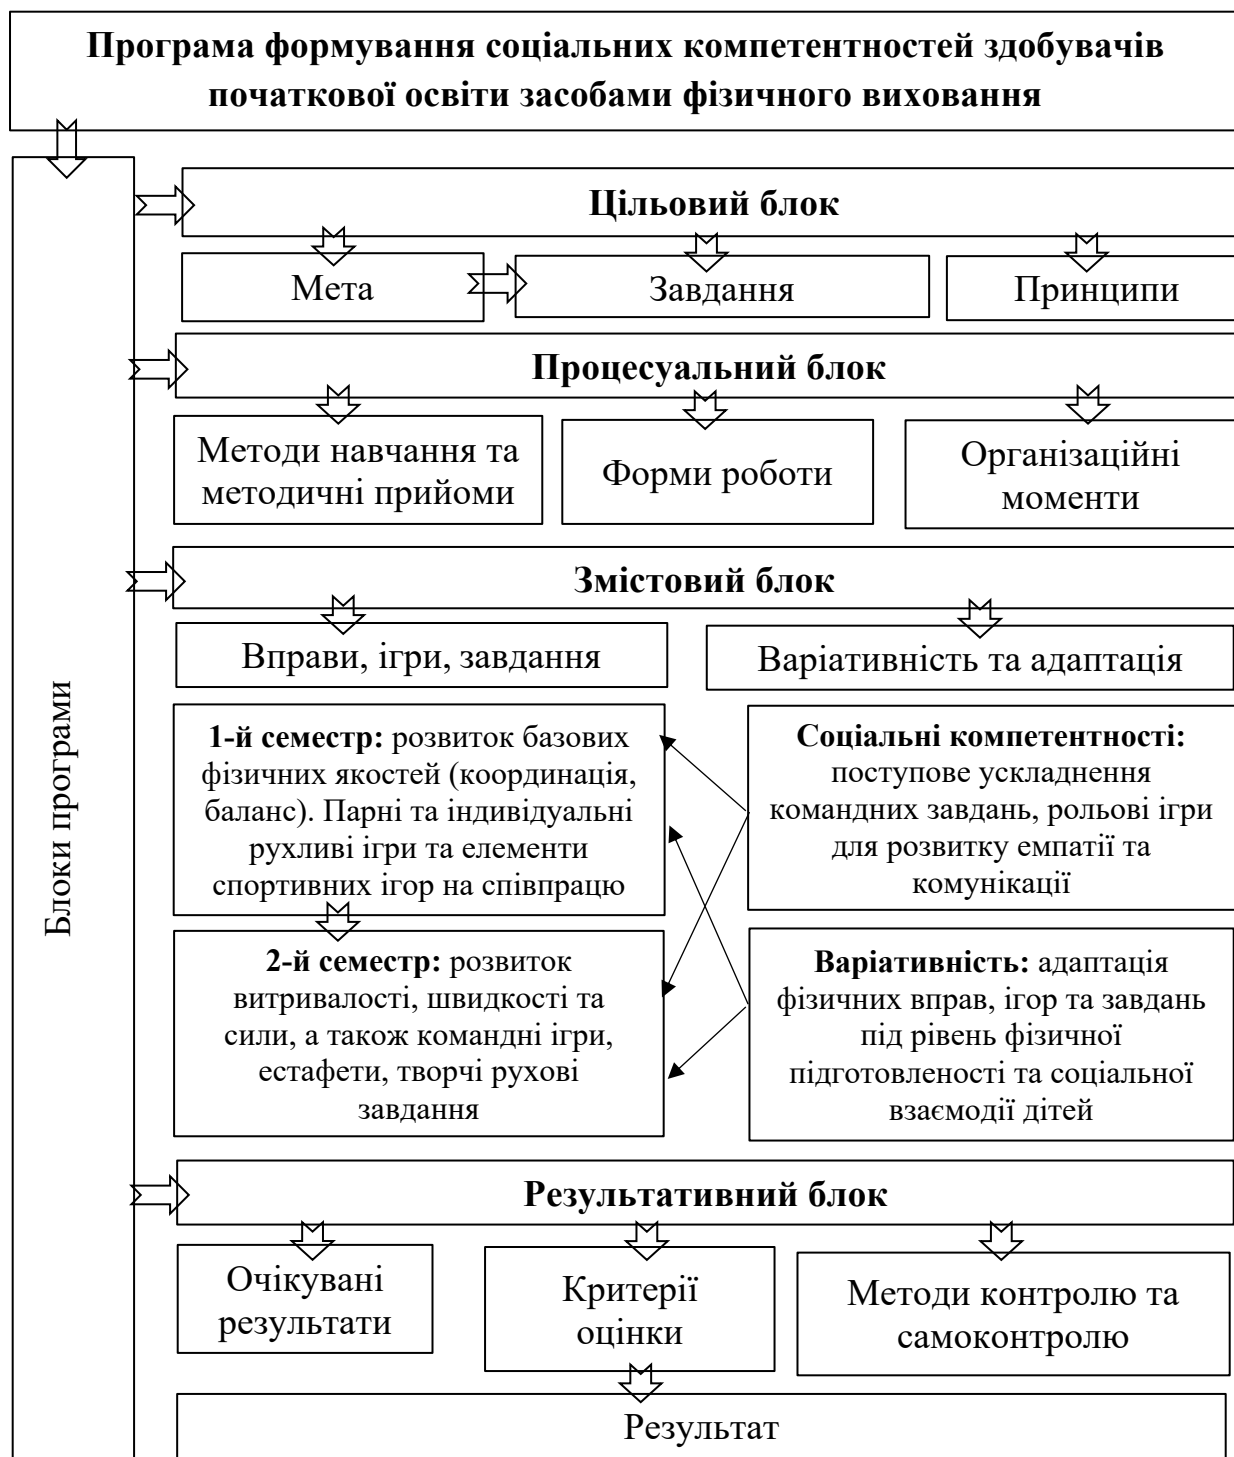 Програма формування соціальних компетентностей здобувачів
початкової освіти засобами фізичного виховання
Блоки програми
Цільовий блок
Мета
Завдання
Принципи
Процесуальний блок
Методи навчання та
методичні прийоми
Форми роботи
Організаційні
моменти
Змістовий блок
Вправи, ігри, завдання
Варіативність та адаптація
1-й семестр: розвиток базових
фізичних якостей (координація,
баланс). Парні та індивідуальні
рухливі ігри та елементи
спортивних ігор на співпрацю
Соціальні компетентності:
поступове ускладнення
командних завдань, рольові ігри
для розвитку емпатії та
комунікації
2-й семестр: розвиток
витривалості, швидкості та
сили, а також командні ігри,
естафети, творчі рухові
завдання
Варіативність: адаптація
фізичних вправ, ігор та завдань
під рівень фізичної
підготовленості та соціальної
взаємодії дітей
Результативний блок
Очікувані
результати
Критерії
оцінки
Методи контролю та
самоконтролю
Результат